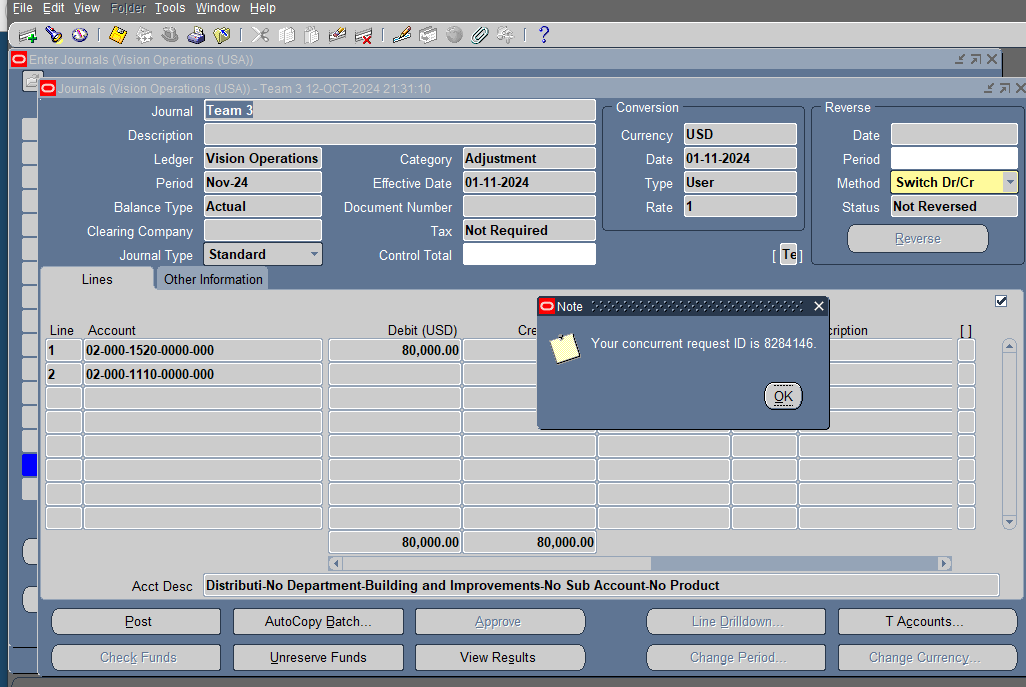 File Edit View Folder Tools Window Help
Enter Journals (Vision Operations (USA))
Journals (Vision Operations (USA)) - Team 3 12-OCT-2024 21:31:10
Journal Team 3
Description
Ledger Vision Operations
Category Adjustment
Period Nov-24
Effective Date 01-11-2024
Balance Type Actual
Document Number
Clearing Company
Tax Not Required
Journal Type Standard
Control Total
Conversion
Currency USD
Date 01-11-2024
Type User
Rate 1
Reverse
Date
Period
Method Switch Dr/Cr
Status Not Reversed
Reverse
[ Te ]
Lines Other Information
Line Account Debit (USD) [ ]
1 02-000-1520-0000-000 80,000.00
2 02-000-1110-0000-000
80,000.00 80,000.00
Note
Your concurrent request ID is 8284146.
OK
Acct Desc Distributi-No Department-Building and Improvements-No Sub Account-No Product
Post AutoCopy Batch... Approve Line Drilldown... T Accounts...
Check Funds Unreserve Funds View Results Change Period... Change Currency...